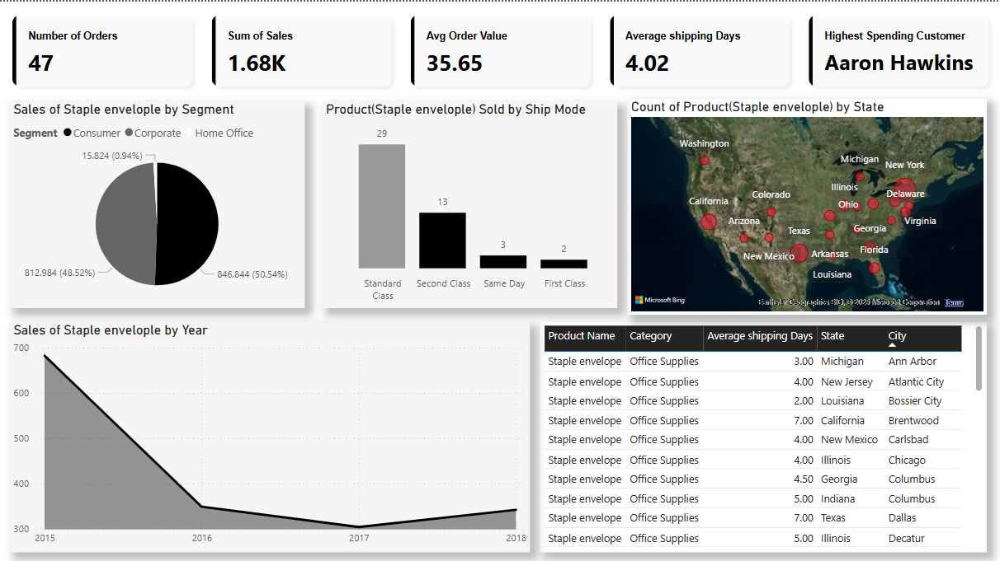 Number of Orders
47
Sum of Sales
1.68K
Avg Order Value
35.65
Average shipping Days
4.02
Highest Spending Customer
Aaron Hawkins
Sales of Staple envelople by Segment
Segment Consumer Corporate Home Office
15.824 (0.94%)
812.984 (48.52%)
846.844 (50.54%)
Product(Staple envelople) Sold by Ship Mode
29
13
3
2
Standard Class
Second Class
Same Day
First Class
Count of Product(Staple envelople) by State
Washington
Michigan
New York
Illinois
Delaware
Colorado
California
Ohio
Arizona
Virginia
Texas
Georgia
New Mexico
Arkansas
Florida
Louisiana
Microsoft Bing
Earthstar Geographics SIO, © 2025 Microsoft Corporation Terms
Sales of Staple envelople by Year
700
600
500
400
300
2015 2016 2017 2018
Product Name Category Average shipping Days State City
Staple envelope Office Supplies 3.00 Michigan Ann Arbor
Staple envelope Office Supplies 4.00 New Jersey Atlantic City
Staple envelope Office Supplies 2.00 Louisiana Bossier City
Staple envelope Office Supplies 7.00 California Brentwood
Staple envelope Office Supplies 4.00 New Mexico Carlsbad
Staple envelope Office Supplies 4.00 Illinois Chicago
Staple envelope Office Supplies 4.50 Georgia Columbus
Staple envelope Office Supplies 5.00 Indiana Columbus
Staple envelope Office Supplies 7.00 Texas Dallas
Staple envelope Office Supplies 5.00 Illinois Decatur